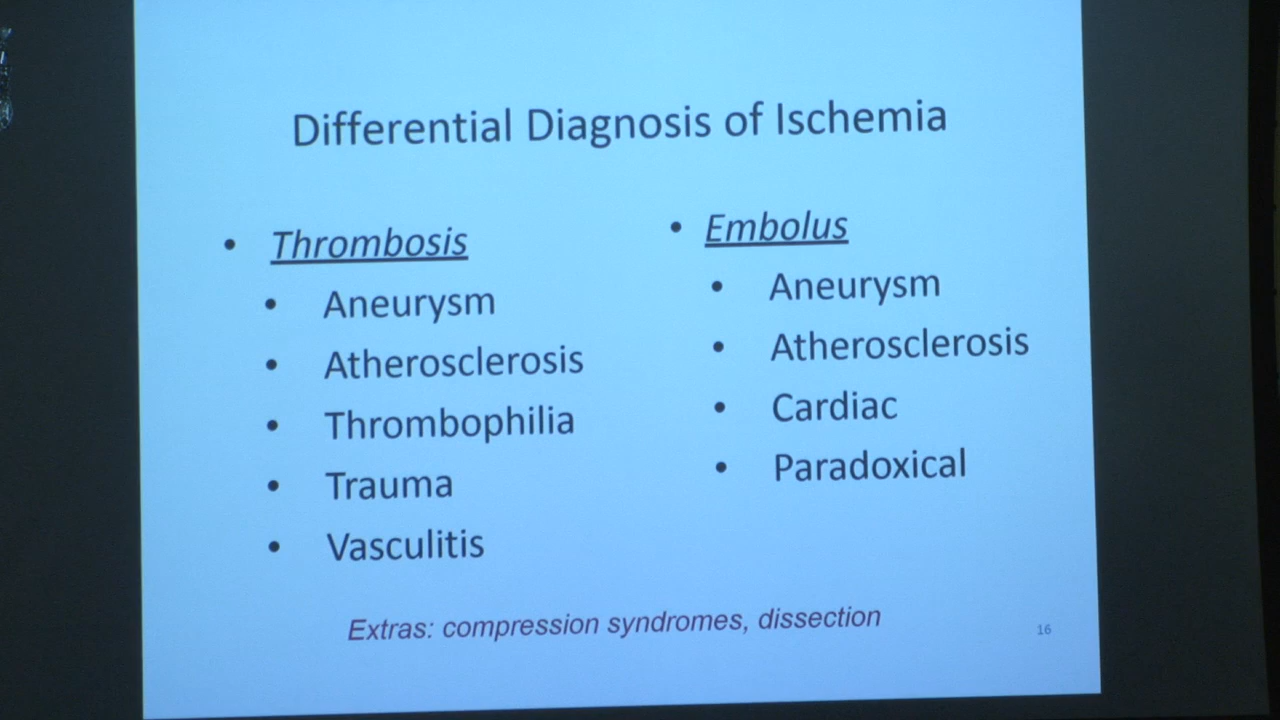 Differential Diagnosis of Ischemia
• Thrombosis
• Aneurysm
• Atherosclerosis
• Thrombophilia
• Trauma
• Vasculitis
• Embolus
• Aneurysm
• Atherosclerosis
• Cardiac
• Paradoxical
Extras: compression syndromes, dissection
16